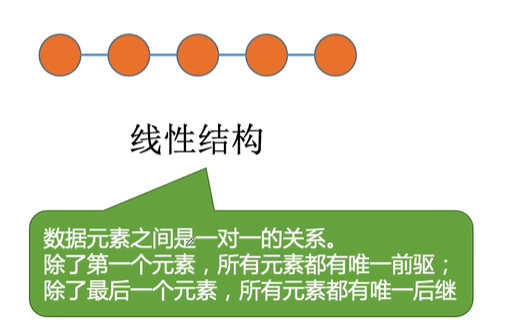 线性结构
数据元素之间是一对一的关系。
除了第一个元素，所有元素都有唯一前驱；
除了最后一个元素，所有元素都有唯一后继